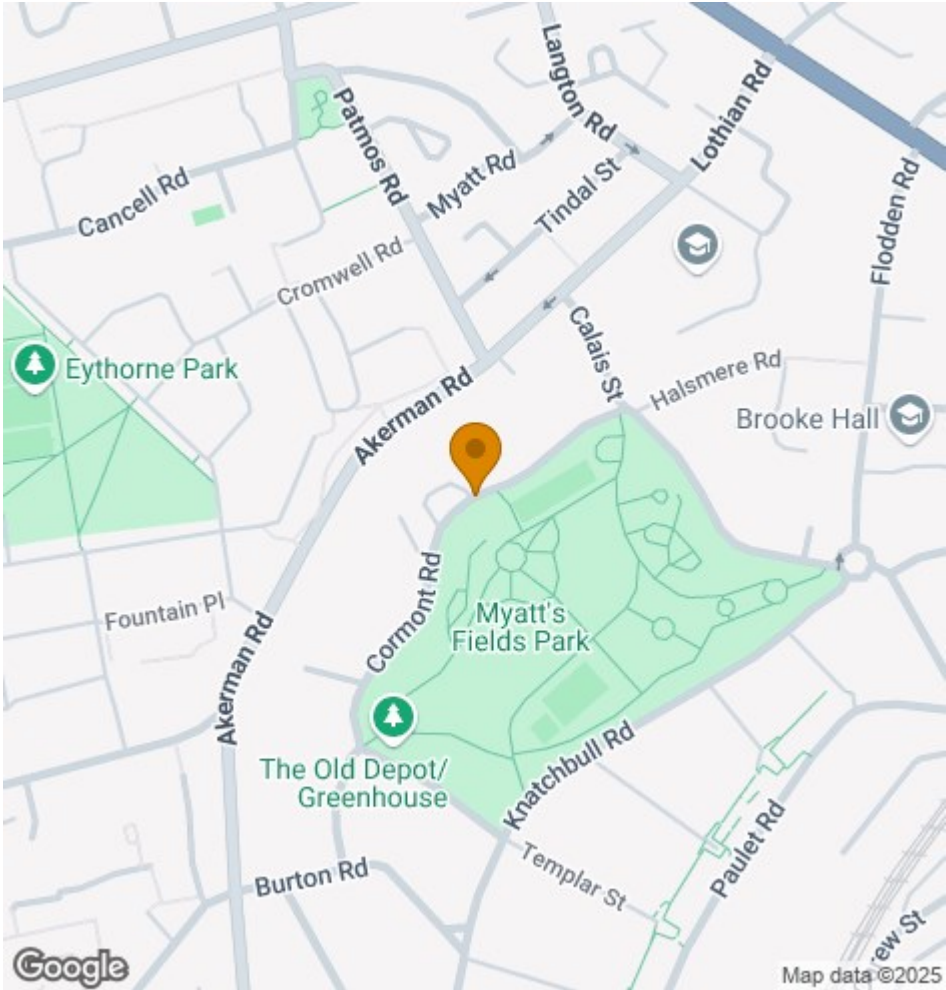 Langton Rd
Lothian Rd
Patmos Rd
Myatt Rd
Tindal St
Cancell Rd
Flodden Rd
Cromwell Rd
Calais St
Eythorne Park
Halsmere Rd
Akerman Rd
Brooke Hall
Cormont Rd
Fountain Pl
Myatt's
Fields Park
Akerman Rd
The Old Depot/
Greenhouse
Knatchbull Rd
Paulet Rd
Templar St
Burton Rd
rew St
Google
Map data ©2025